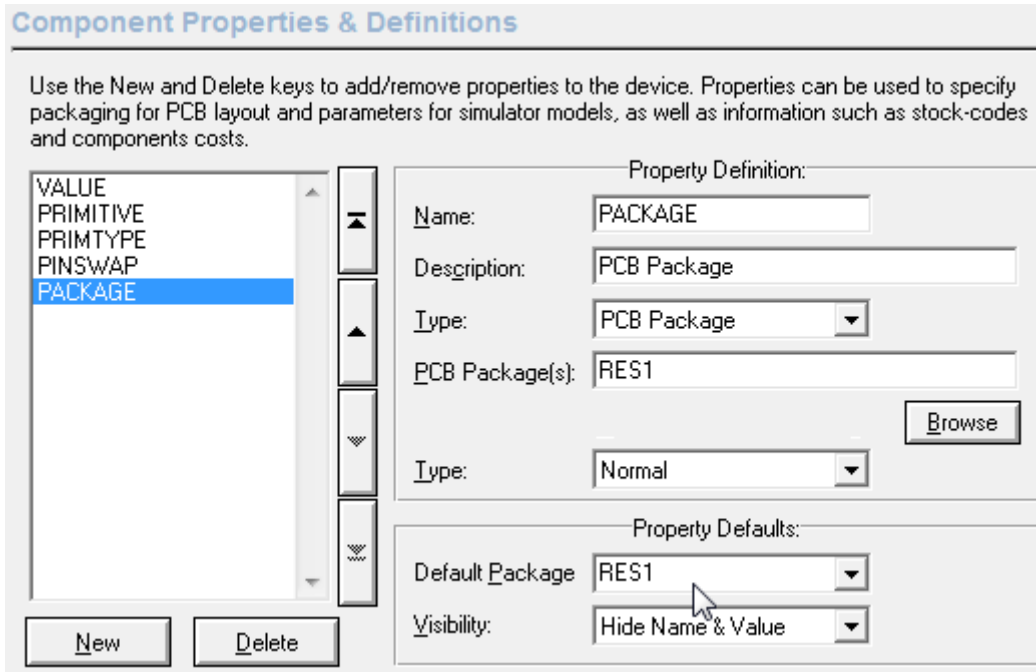 Component Properties & Definitions
Use the New and Delete keys to add/remove properties to the device. Properties can be used to specify
packaging for PCB layout and parameters for simulator models, as well as information such as stock-codes
and components costs.
VALUE
PRIMITIVE
PRIMTYPE
PINSWAP
PACKAGE
New
Delete
Property Definition:
Name: PACKAGE
Description: PCB Package
Type: PCB Package
PCB Package(s): RES1
Browse
Type: Normal
Property Defaults:
Default Package RES1
Visibility: Hide Name & Value